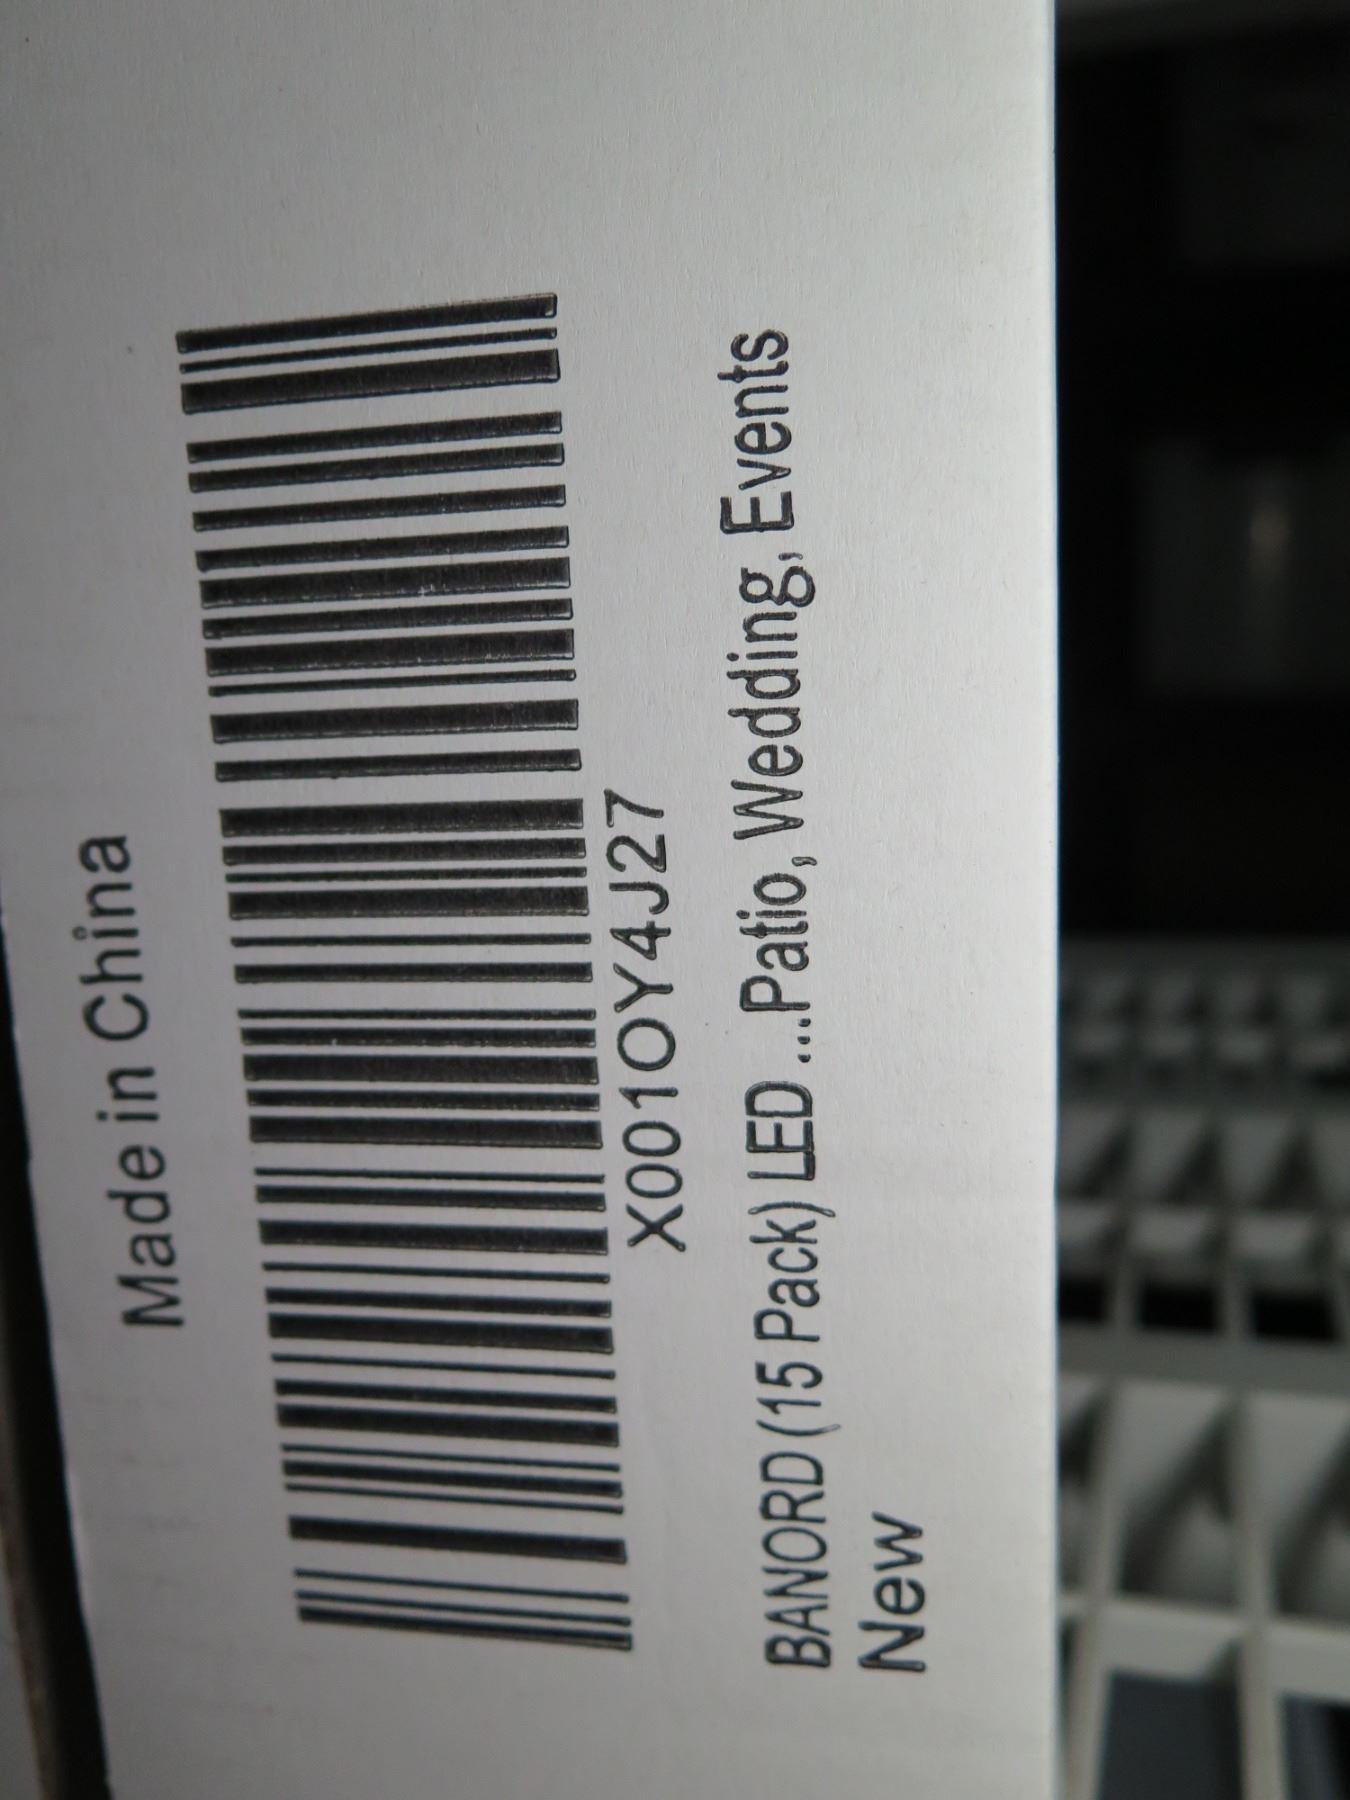 Made in China
X001OY4J27
BANORD (15 Pack) LED ...Patio, Wedding, Events
New